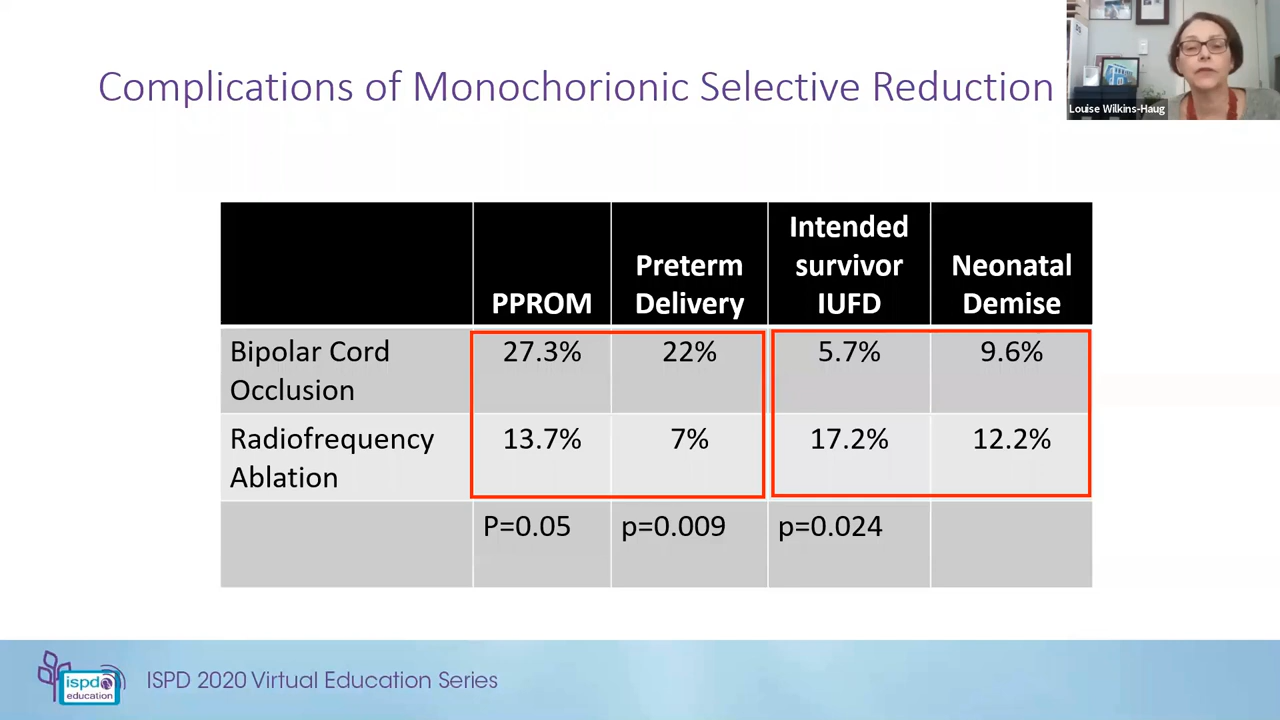 Complications of Monochorionic Selective Reduction
Louise Wilkins-Haug
PPROM
Preterm
Delivery
Intended
survivor
IUFD
Neonatal
Demise
Bipolar Cord
Occlusion
27.3%
22%
5.7%
9.6%
Radiofrequency
Ablation
13.7%
7%
17.2%
12.2%
P=0.05
p=0.009
p=0.024
ispd
education
ISPD 2020 Virtual Education Series